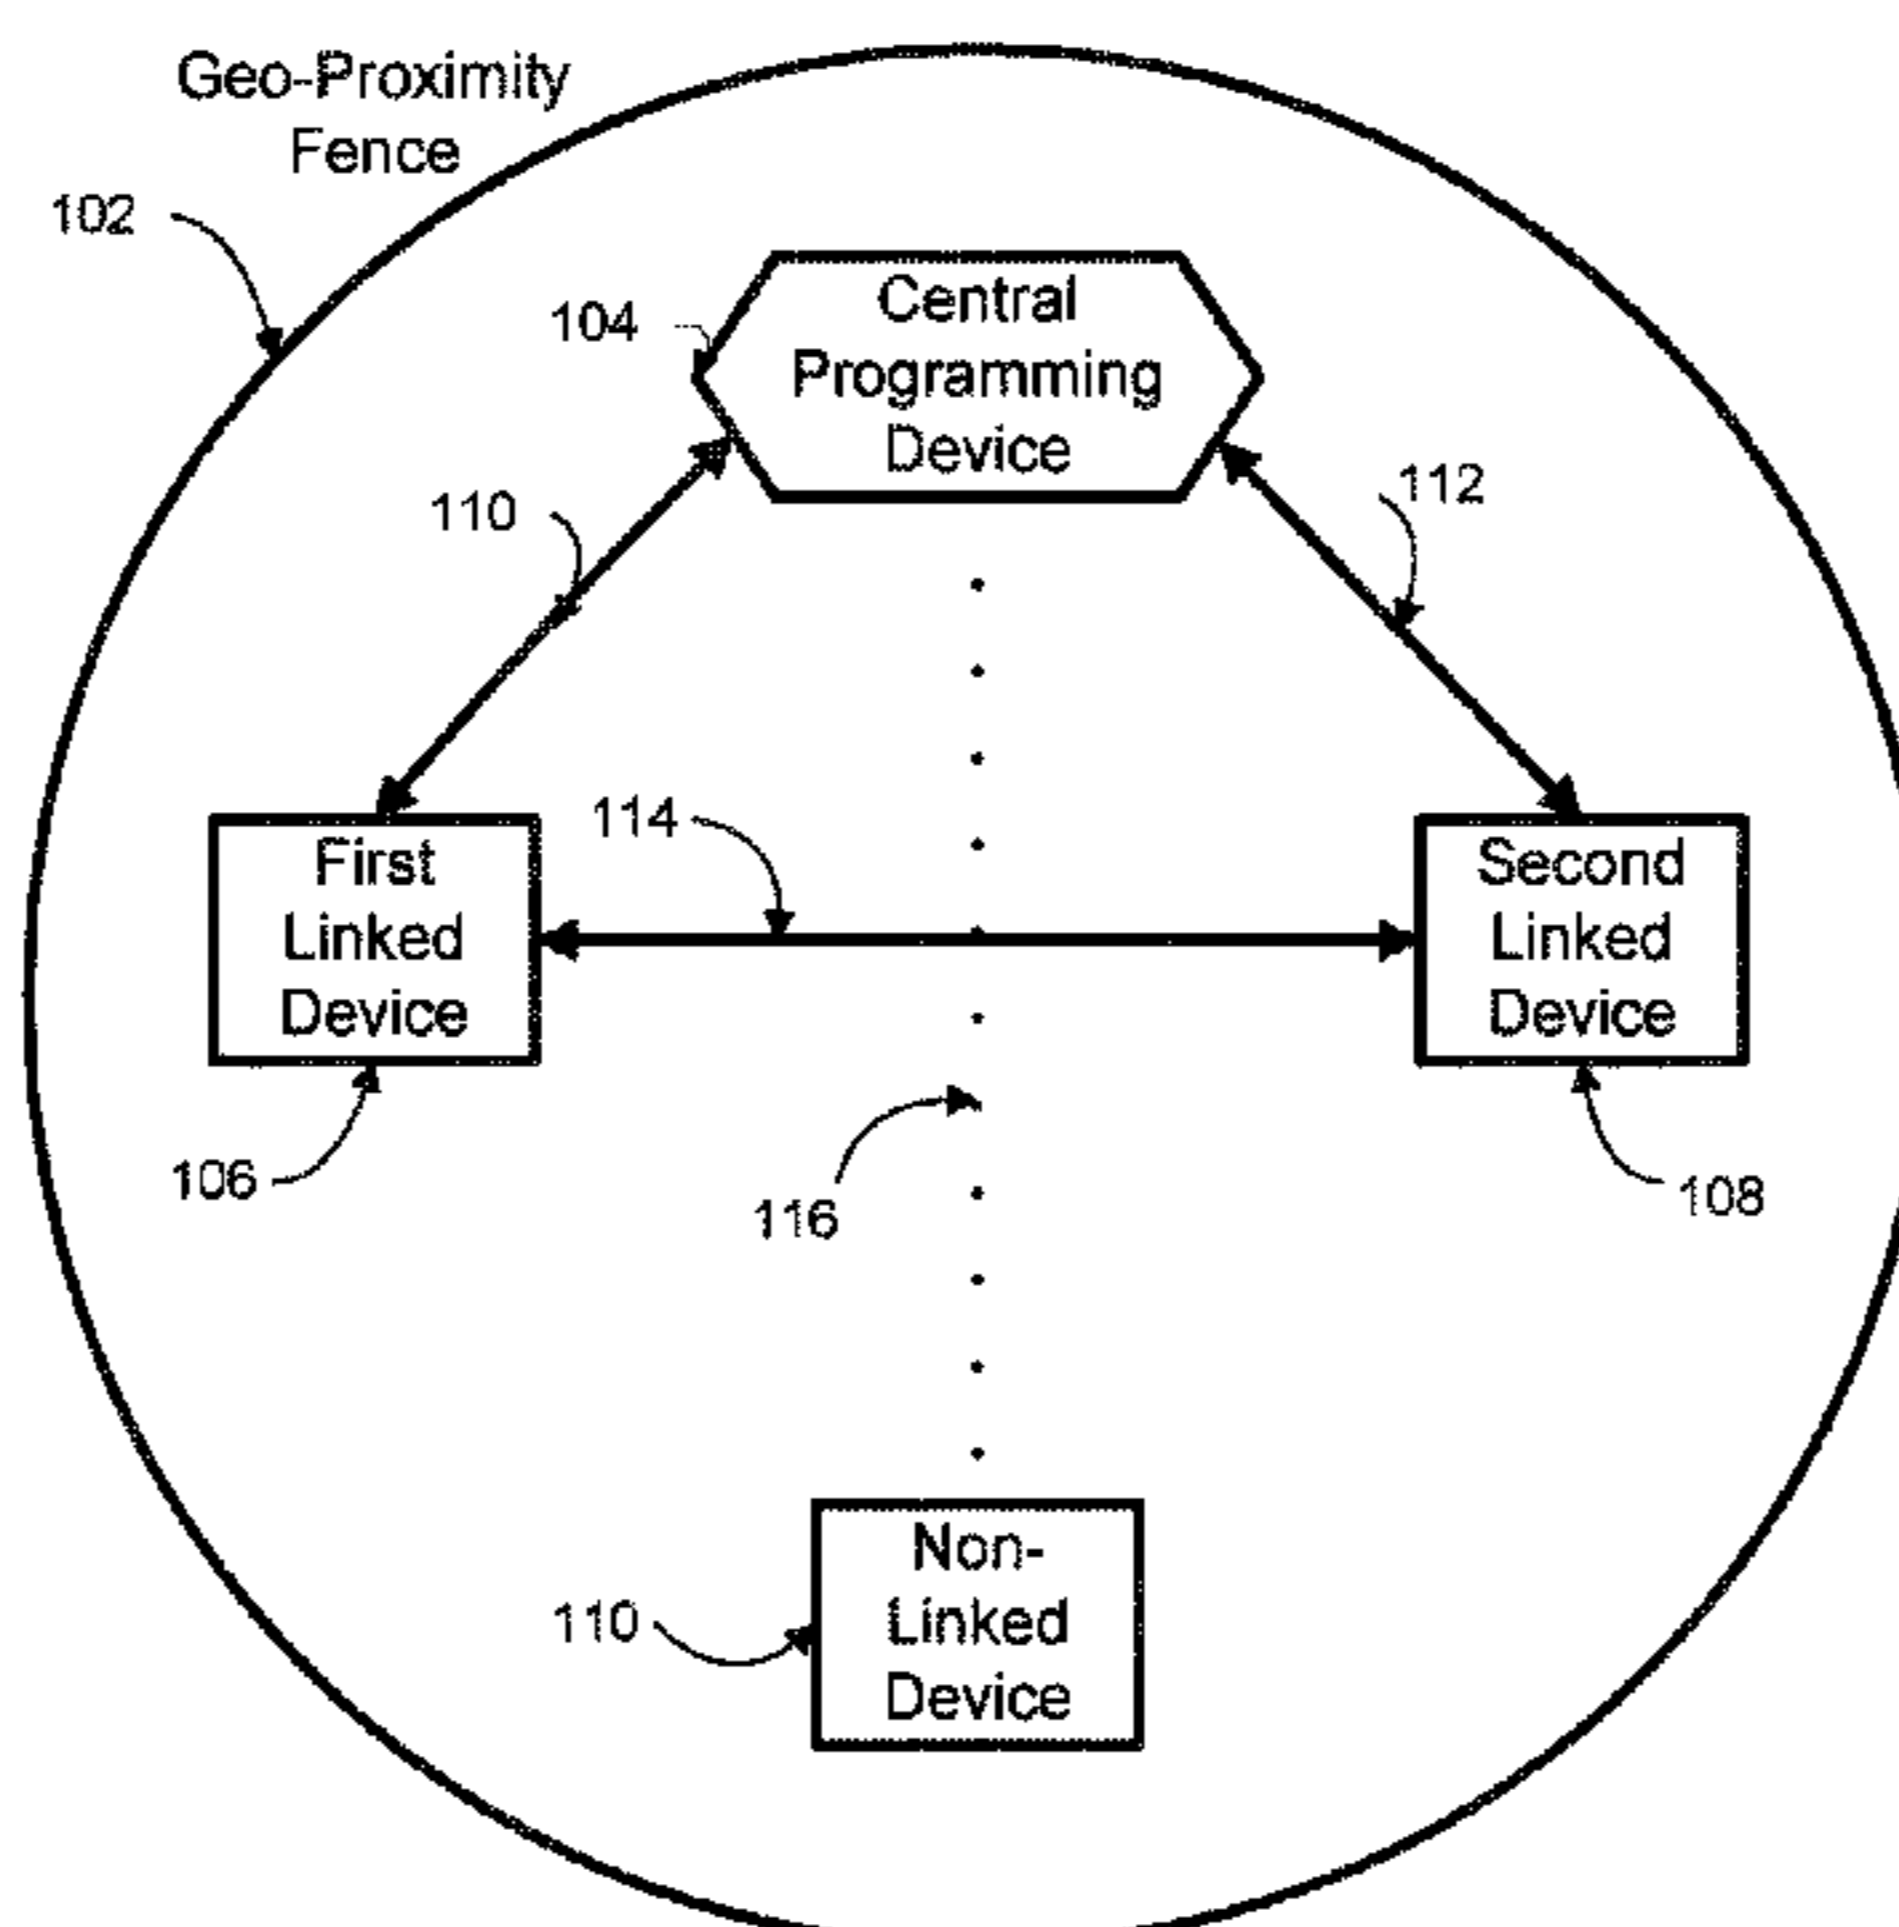 Geo-Proximity
Fence
102
104
Central
Programming
Device
110
112
114
First
Linked
Device
Second
Linked
Device
106
116
108
Non-
Linked
Device
110